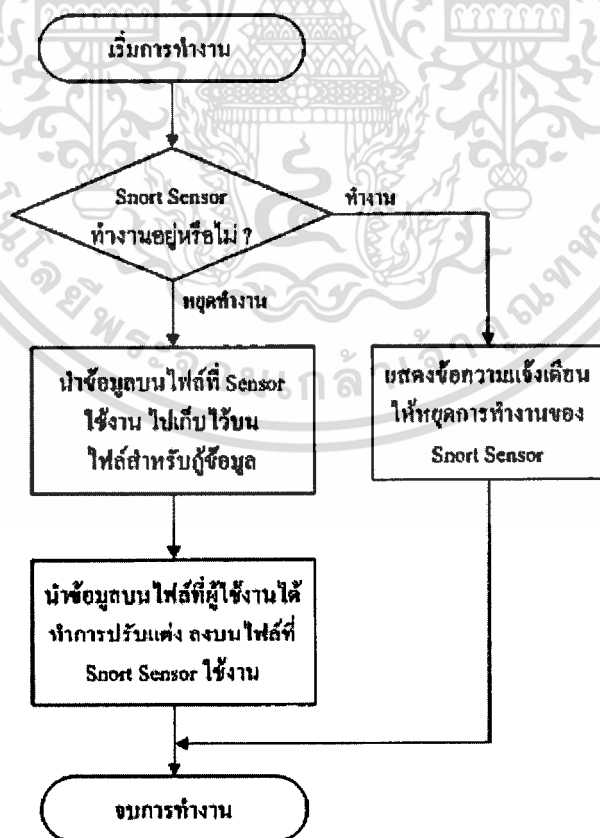 เริ่มการทำงาน
Snort Sensor
ทำงานอยู่หรือไม่ ?
ทำงาน
หยุดทำงาน
นำข้อมูลบนไฟล์ที่ Sensor
ใช้งาน ไปเก็บไว้บน
ไฟล์สำหรับกู้ข้อมูล
แสดงข้อความแจ้งเตือน
ให้หยุดการทำงานของ
Snort Sensor
นำข้อมูลบนไฟล์ที่ผู้ใช้งานได้
ทำการปรับแต่ง ลงบนไฟล์ที่
Snort Sensor ใช้งาน
จบการทำงาน